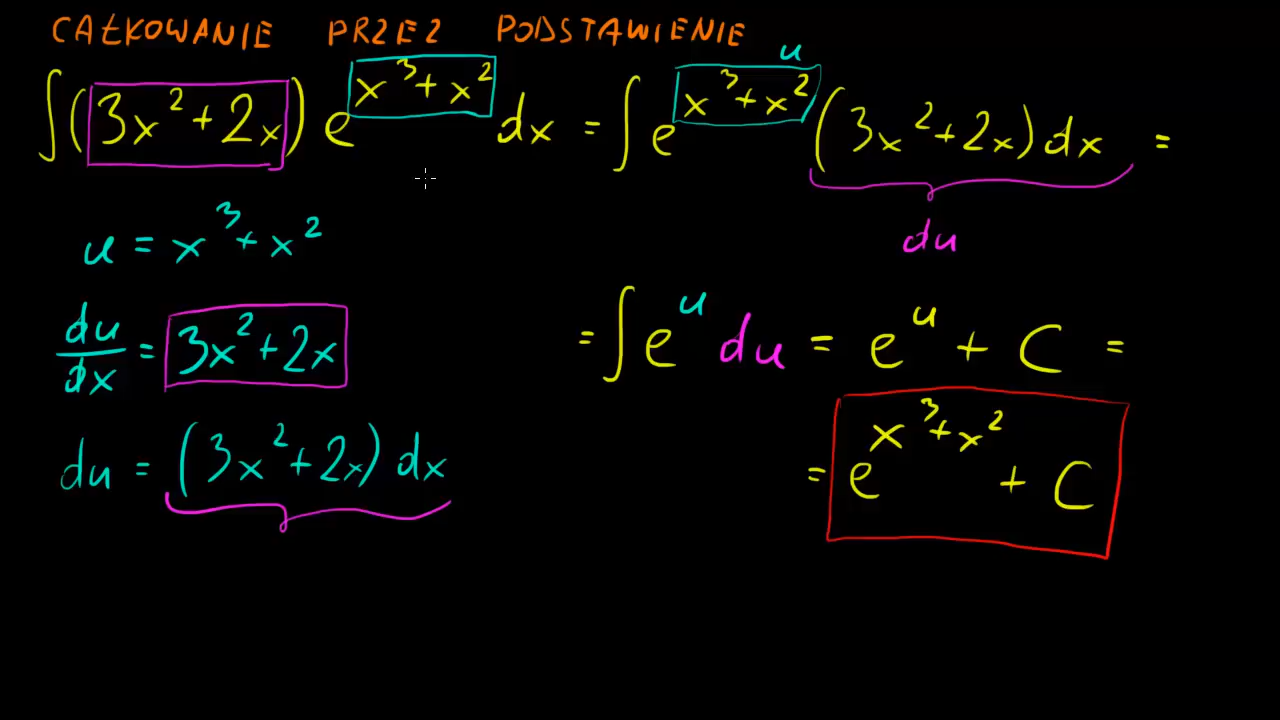 CAŁKOWANIE PRZEZ PODSTAWIENIE
∫(3x² + 2x) e^(x³ + x²) dx = ∫ e^(x³ + x²) (3x² + 2x) dx =
u
du
u = x³ + x²
du/dx = 3x² + 2x
= ∫ e^u du = e^u + C =
du = (3x² + 2x) dx
= e^(x³ + x²) + C